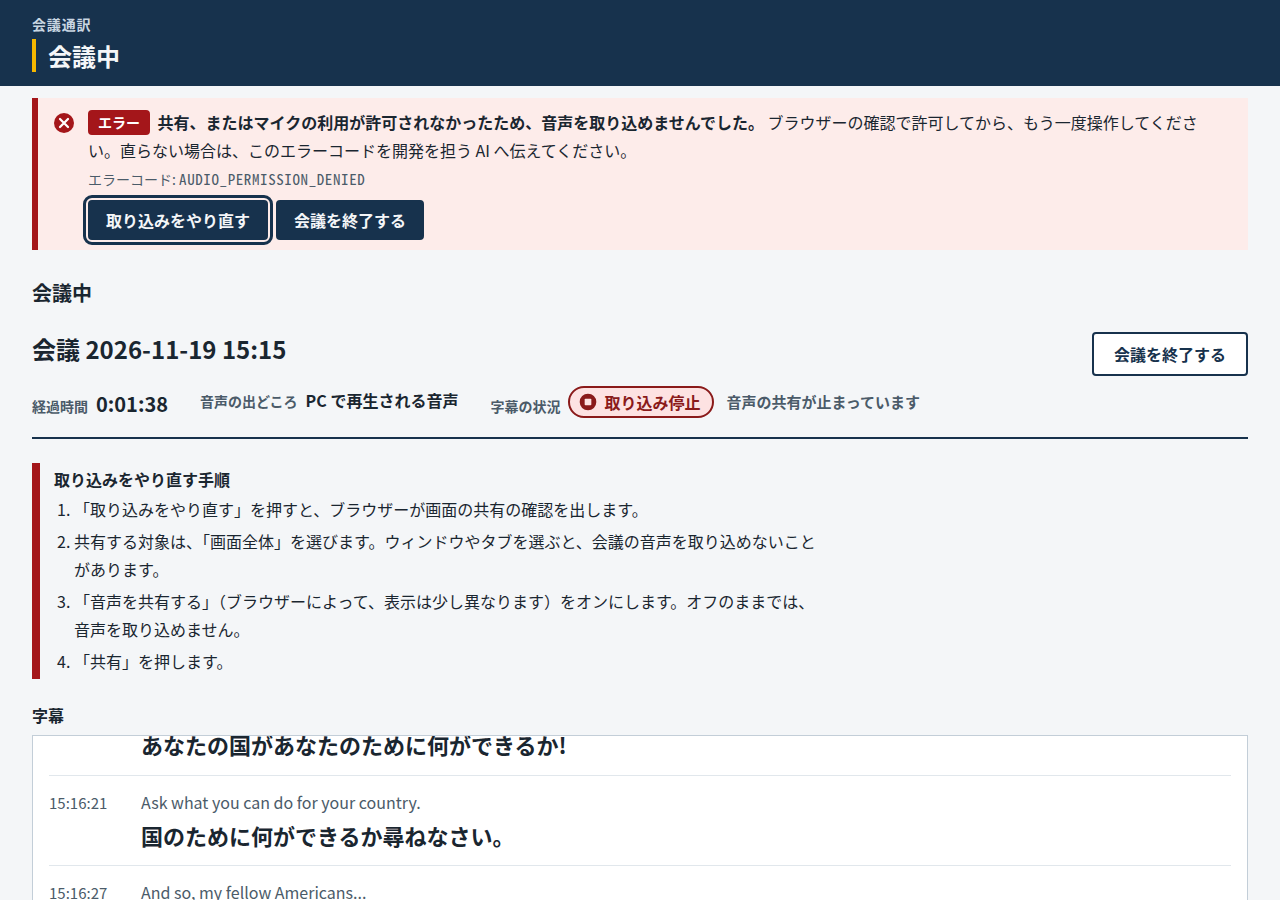 会議通訳
会議中
エラー 共有、またはマイクの利用が許可されなかったため、音声を取り込めませんでした。 ブラウザーの確認で許可してから、もう一度操作してくださ
い。直らない場合は、このエラーコードを開発を担う AI へ伝えてください。
エラーコード: AUDIO_PERMISSION_DENIED
取り込みをやり直す 会議を終了する
会議中
会議 2026-11-19 15:15 会議を終了する
経過時間 0:01:38 音声の出どころ PC で再生される音声 字幕の状況 取り込み停止 音声の共有が止まっています
取り込みをやり直す手順
1. 「取り込みをやり直す」を押すと、ブラウザーが画面の共有の確認を出します。
2. 共有する対象は、「画面全体」を選びます。ウィンドウやタブを選ぶと、会議の音声を取り込めないこと
があります。
3. 「音声を共有する」（ブラウザーによって、表示は少し異なります）をオンにします。オフのままでは、
音声を取り込めません。
4. 「共有」を押します。
字幕
あなたの国があなたのために何ができるか!
15:16:21 Ask what you can do for your country.
国のために何ができるか尋ねなさい。
15:16:27 And so, my fellow Americans...